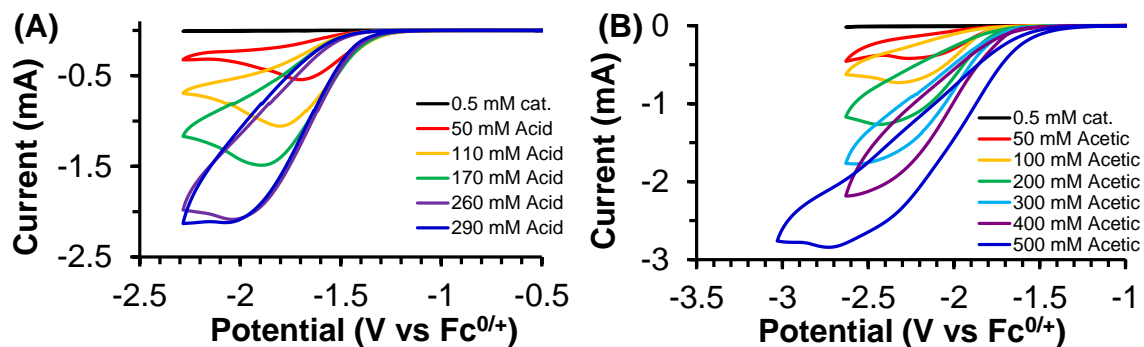 (A)
Current (mA)
-0.5
-1.5
-2.5
0.5 mM cat.
50 mM Acid
110 mM Acid
170 mM Acid
260 mM Acid
290 mM Acid
-2.5 -2 -1.5 -1 -0.5
Potential (V vs Fc0/+)
(B)
Current (mA)
0
-1
-2
-3
0.5 mM cat.
50 mM Acetic
100 mM Acetic
200 mM Acetic
300 mM Acetic
400 mM Acetic
500 mM Acetic
-3.5 -3 -2.5 -2 -1.5 -1
Potential (V vs Fc0/+)